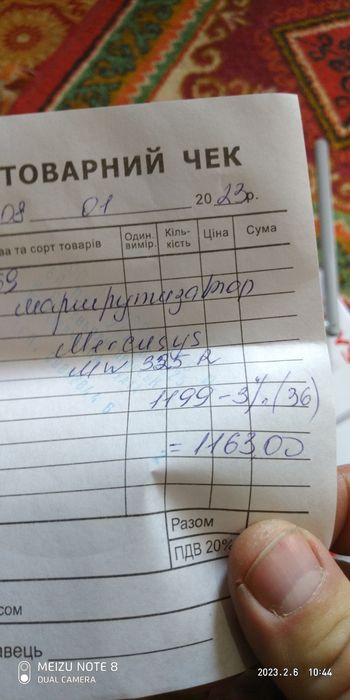 ТОВАРНИЙ ЧЕК
08 01 2023р.
ва та сорт товарів Один. вимір. Кіль-кість Ціна Сума
маршрутизатор
Mercusys
MW 325 R
1199 - 3% (36)
= 1163,00
Разом
ПДВ 20%
сом
авець
MEIZU NOTE 8
DUAL CAMERA
2023.2.6 10:44